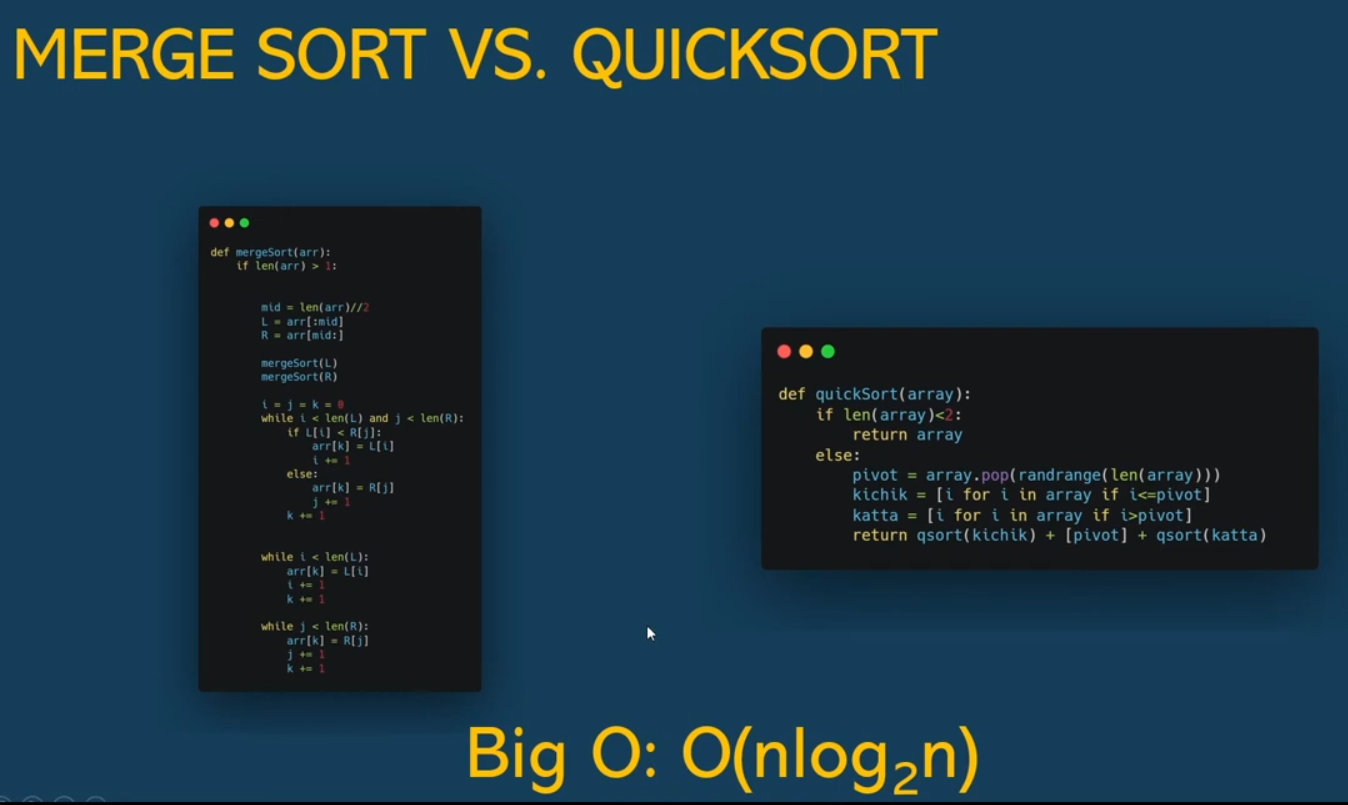 MERGE SORT VS. QUICKSORT
def mergeSort(arr):
    if len(arr) > 1:
        mid = len(arr)//2
        L = arr[:mid]
        R = arr[mid:]
        mergeSort(L)
        mergeSort(R)
        i = j = k = 0
        while i < len(L) and j < len(R):
            if L[i] < R[j]:
                arr[k] = L[i]
                i += 1
            else:
                arr[k] = R[j]
                j += 1
            k += 1
        while i < len(L):
            arr[k] = L[i]
            i += 1
            k += 1
        while j < len(R):
            arr[k] = R[j]
            j += 1
            k += 1
def quickSort(array):
    if len(array)<2:
        return array
    else:
        pivot = array.pop(randrange(len(array)))
        kichik = [i for i in array if i<=pivot]
        katta = [i for i in array if i>pivot]
        return qsort(kichik) + [pivot] + qsort(katta)
Big O: O(nlog₂n)